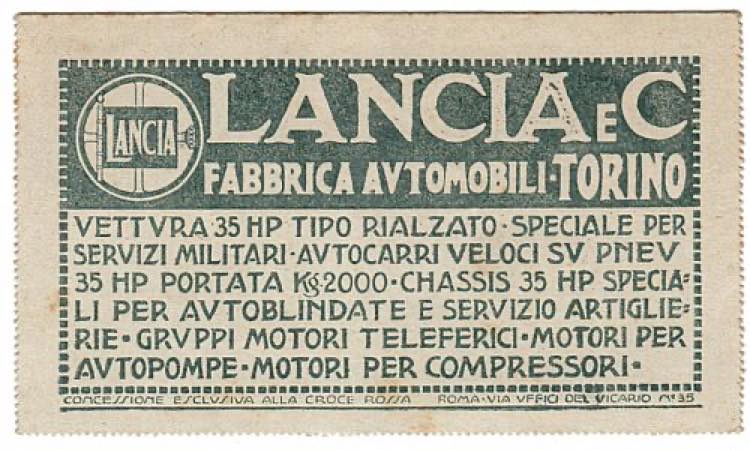 LANCIA
LANCIA E C
FABBRICA AVTOMOBILI-TORINO
VETTVRA·35 HP TIPO RIALZATO·SPECIALE PER
SERVIZI MILITARI·AVTOCARRI VELOCI SV PNEV
35 HP PORTATA Kg.2000·CHASSIS 35 HP SPECIA=
LI PER AVTOBLINDATE E SERVIZIO ARTIGLIE=
RIE·GRVPPI MOTORI TELEFERICI·MOTORI PER
AVTOPOMPE·MOTORI PER COMPRESSORI·
CONCESSIONE ESCLVSIVA ALLA CROCE ROSSA ROMA·VIA VFFICI DEL VICARIO No 35